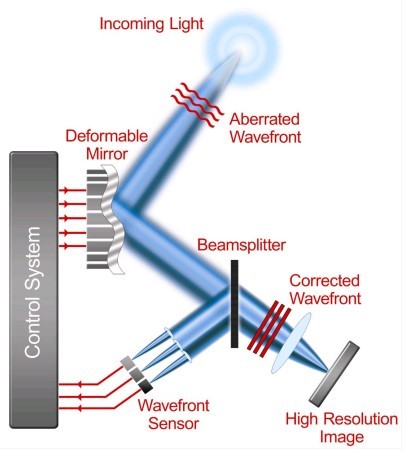 Incoming Light
Aberrated
Wavefront
Deformable
Mirror
Beamsplitter
Corrected
Wavefront
Control System
Wavefront
Sensor
High Resolution
Image